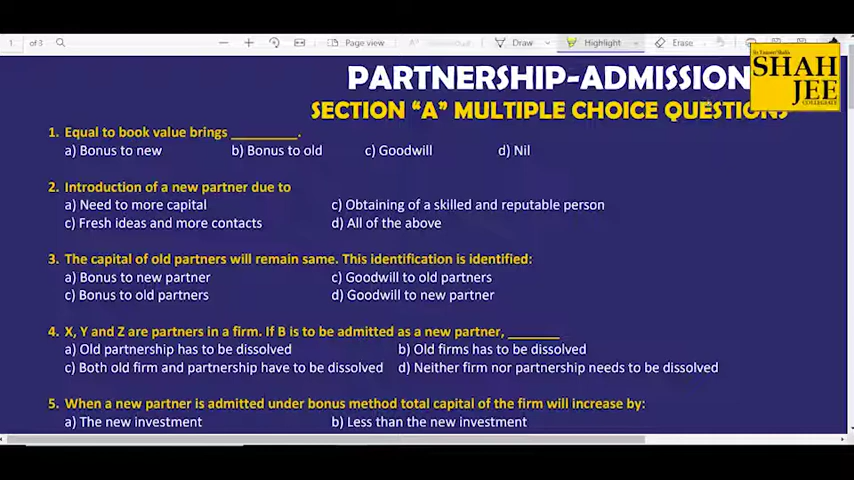 1 of 3 Page view Draw Highlight Erase
By Tameer Shafis
SHAH
JEE
COLLEGIATE
PARTNERSHIP-ADMISSION
SECTION “A” MULTIPLE CHOICE QUESTIONS
1. Equal to book value brings ________.
a) Bonus to new b) Bonus to old c) Goodwill d) Nil
2. Introduction of a new partner due to
a) Need to more capital c) Obtaining of a skilled and reputable person
c) Fresh ideas and more contacts d) All of the above
3. The capital of old partners will remain same. This identification is identified:
a) Bonus to new partner c) Goodwill to old partners
c) Bonus to old partners d) Goodwill to new partner
4. X, Y and Z are partners in a firm. If B is to be admitted as a new partner, ______
a) Old partnership has to be dissolved b) Old firms has to be dissolved
c) Both old firm and partnership have to be dissolved d) Neither firm nor partnership needs to be dissolved
5. When a new partner is admitted under bonus method total capital of the firm will increase by:
a) The new investment b) Less than the new investment